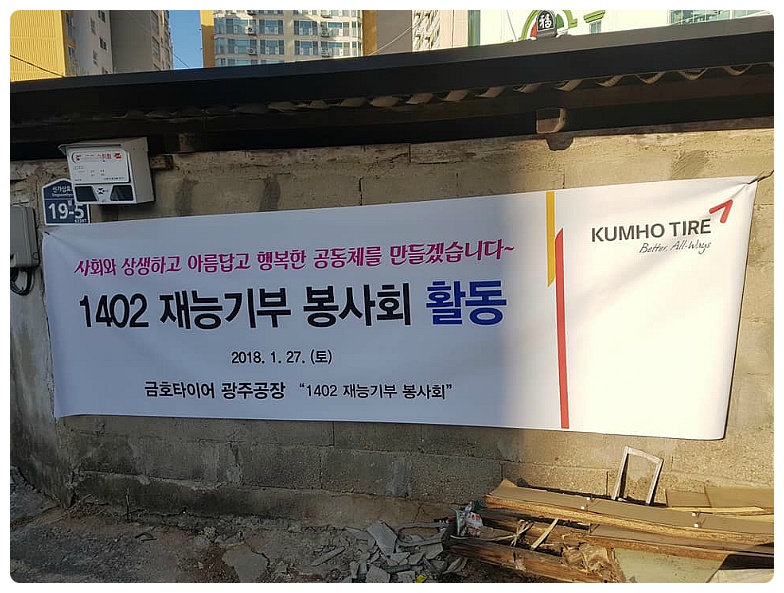 福
19-5
KUMHO TIRE
Better, All-Ways
사회와 상생하고 아름답고 행복한 공동체를 만들겠습니다~
1402 재능기부 봉사회 활동
2018. 1. 27. (토)
금호타이어 광주공장 “1402 재능기부 봉사회”